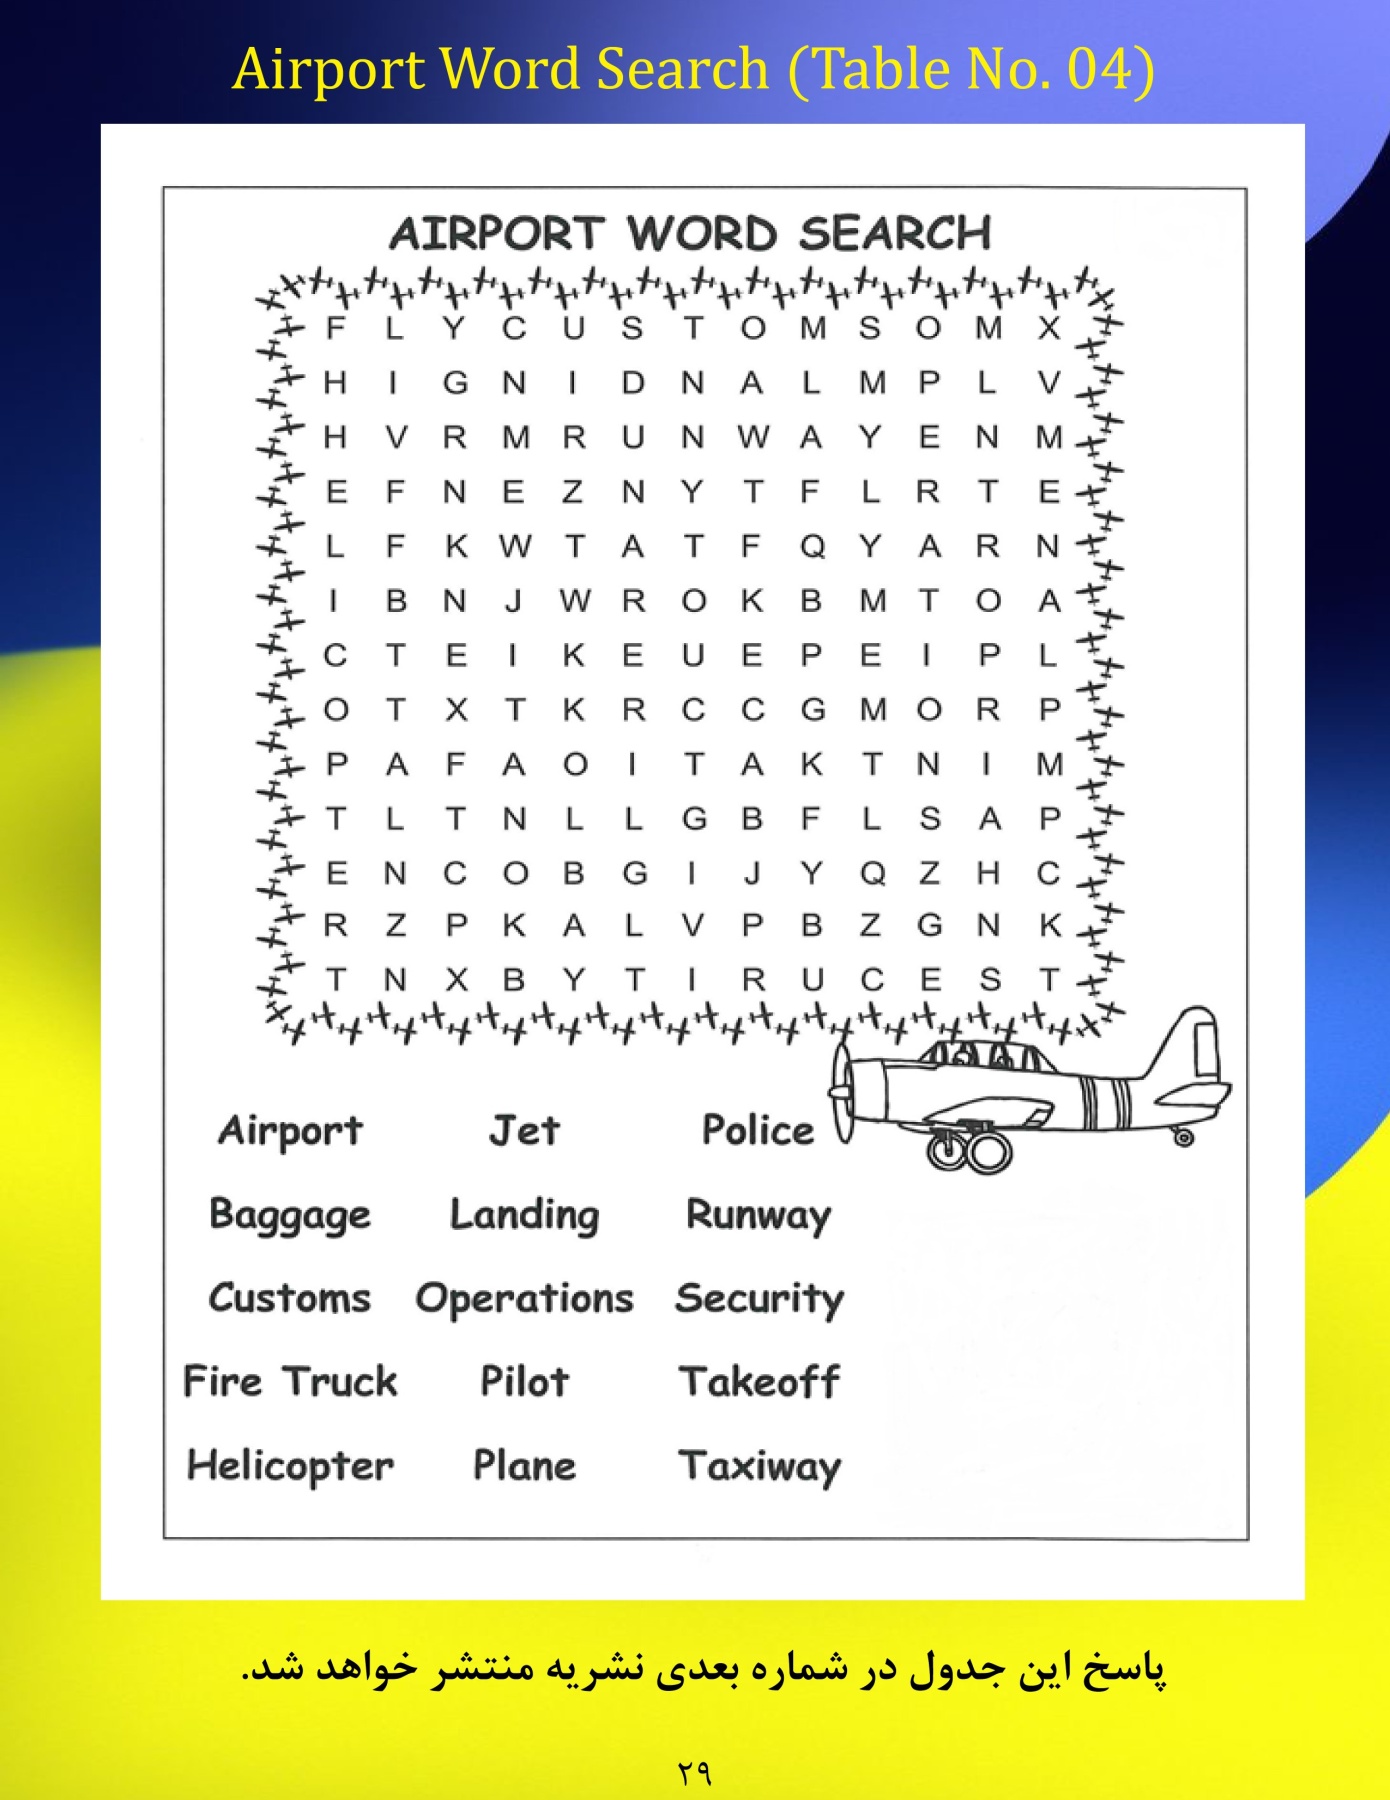 Airport Word Search (Table No. 04)
AIRPORT WORD SEARCH
F L Y C U S T O M S O M X
H I G N I D N A L M P L V
H V R M R U N W A Y E N M
E F N E Z N Y T F L R T E
L F K W T A T F Q Y A R N
I B N J W R O K B M T O A
C T E I K E U E P E I P L
O T X T K R C C G M O R P
P A F A O I T A K T N I M
T L T N L L G B F L S A P
E N C O B G I J Y Q Z H C
R Z P K A L V P B Z G N K
T N X B Y T I R U C E S T
Airport Jet Police
Baggage Landing Runway
Customs Operations Security
Fire Truck Pilot Takeoff
Helicopter Plane Taxiway
پاسخ این جدول در شماره بعدی نشریه منتشر خواهد شد.
۲۹